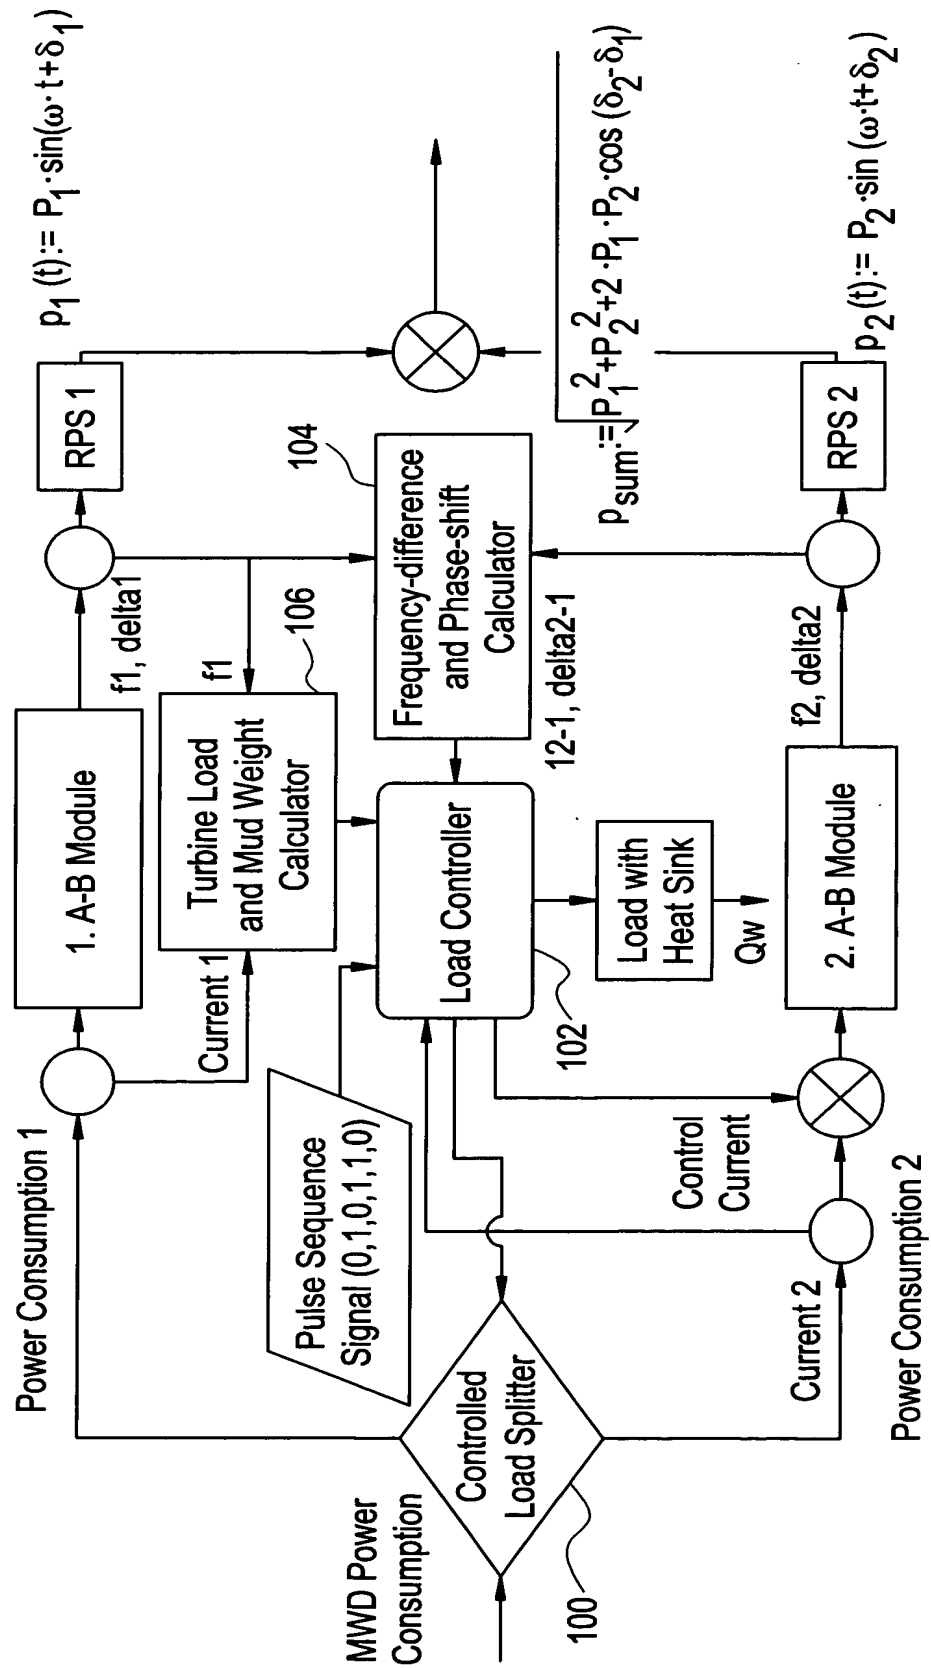 MWD Power
Consumption
100
Controlled
Load Splitter
Power Consumption 1
Pulse Sequence
Signal (0,1,0,1,1,0)
Current 1
1. A-B Module
f1, delta1
Turbine Load
and Mud Weight
Calculator
106
f1
RPS 1
p₁ (t):= P₁·sin(ω·t+δ₁)
Load Controller
102
Frequency-difference
and Phase-shift
Calculator
104
12-1, delta2-1
Load with
Heat Sink
Qw
Control
Current
Current 2
Power Consumption 2
2. A-B Module
f2, delta2
RPS 2
p₂(t):= P₂·sin (ω·t+δ₂)
p_sum:=√P₁²+P₂²+2·P₁·P₂·cos (δ₂-δ₁)